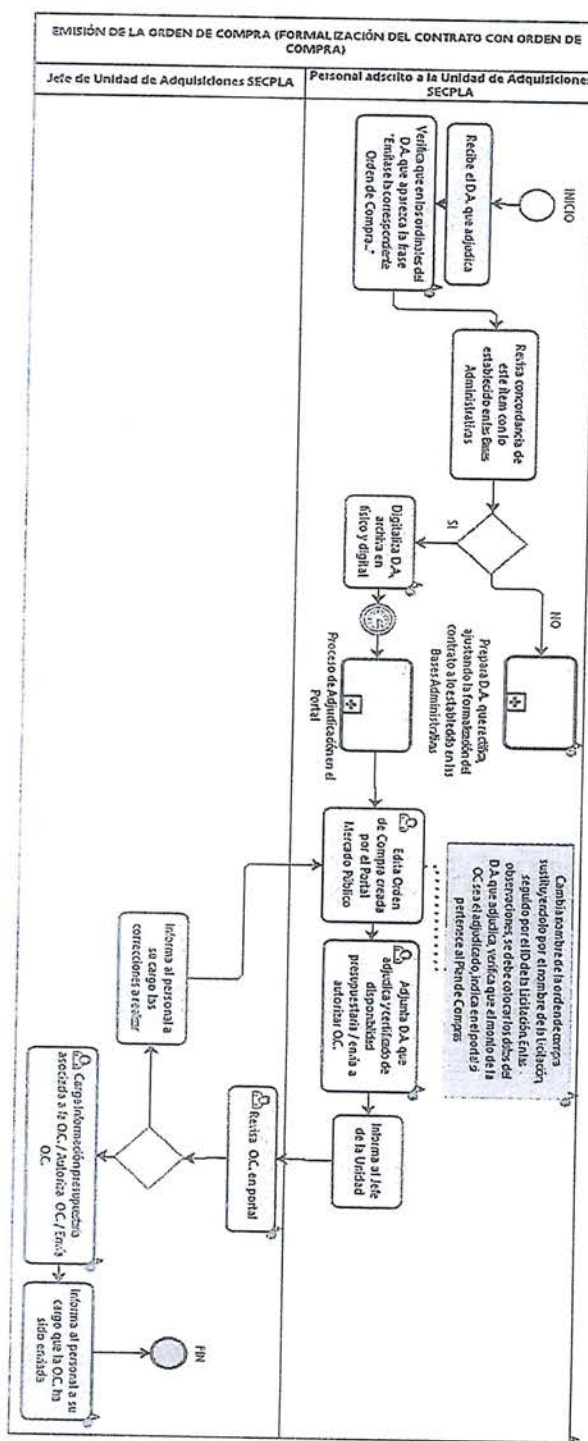 EMISIÓN DE LA ORDEN DE COMPRA (FORMALIZACIÓN DEL CONTRATO CON ORDEN DE
COMPRA)
Personal adscrito a la Unidad de Adquisiciones
SECPLA
Jefe de Unidad de Adquisiciones SECPLA
INICIO
Recibe el D.A. que adjudica
Verifica que en los ordinales del
D.A. que aparezca la frase
"Emítase la correspondiente
Orden de Compra..."
Revisa concordancia de
este ítem con lo
establecido en las Bases
Administrativas
SI
NO
Digitaliza D.A,
archiva en
físico y digital
Prepara D.A. que rectifica,
ajustando la formalización del
contrato a lo establecido en las
Bases Administrativas
Proceso de Adjudicación en el
Portal
Edita Orden
de Compra creada
por el Portal
Mercado Público
Cambia nombre de la orden de compra
sustituyéndolo por el nombre de la Licitación,
seguido por el ID de la Licitación. En las
observaciones, se debe colocar los datos del
D.A. que adjudica, verifica que el monto de la
OC sea el adjudicado, indica en el portal si
pertenece al Plan de Compras
Adjunta D.A. que
adjudica y certificado de
disponibilidad
presupuestaria / envía a
autorizar O.C.
Informa al Jefe
de la Unidad
Revisa O.C. en portal
Informa al personal a
su cargo las
correcciones a realizar
Carga Información presupuestaria
asociada a la O.C. / Autoriza O.C. / Envía
O.C.
Informa al personal a su
cargo que la O.C. ha
sido enviada
FIN